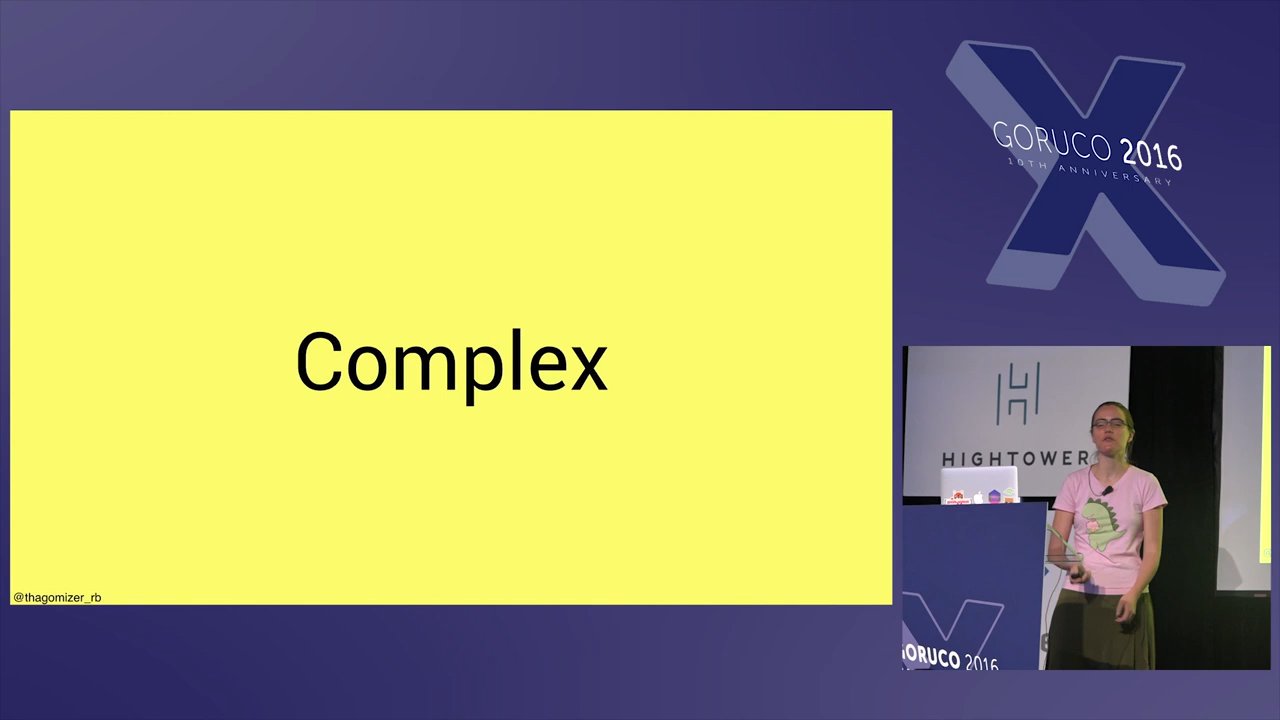 Complex
@thagomizer_rb
GORUCO 2016
10TH ANNIVERSARY
HIGHTOWER
GORUCO 2016